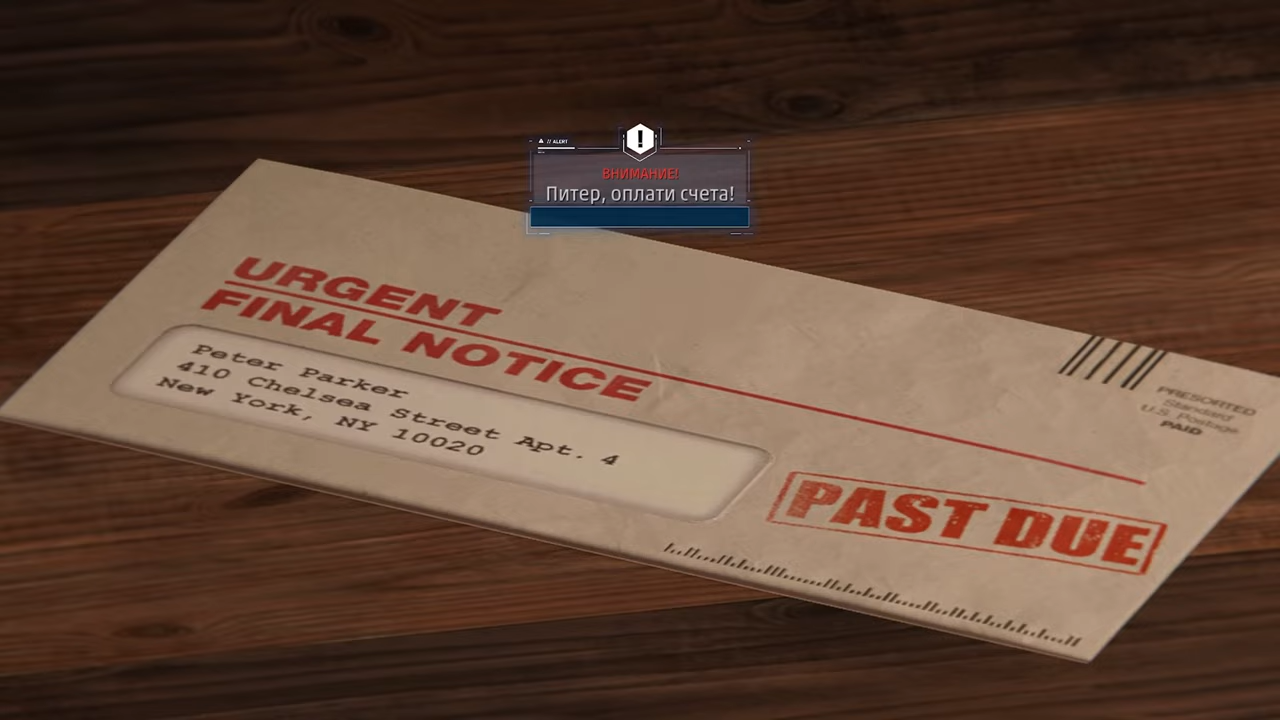 // ALERT
!
ВНИМАНИЕ!
Питер, оплати счета!
URGENT
FINAL NOTICE
Peter Parker
410 Chelsea Street Apt. 4
New York, NY 10020
PRESORTED
Standard
U.S. Postage
PAID
PAST DUE